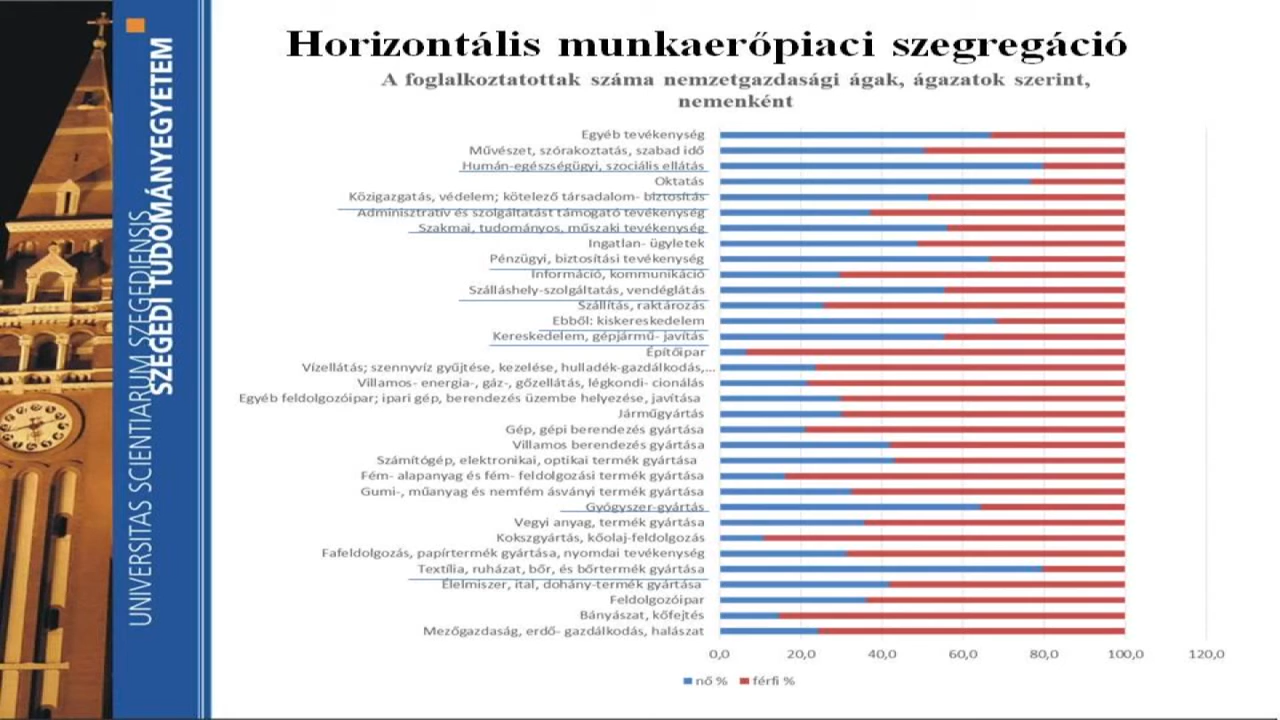 UNIVERSITAS SCIENTIARUM SZEGEDIENSIS
SZEGEDI TUDOMÁNYEGYETEM
Horizontális munkaerőpiaci szegregáció
A foglalkoztatottak száma nemzetgazdasági ágak, ágazatok szerint,
nemenként
Egyéb tevékenység
Művészet, szórakoztatás, szabad idő
Humán-egészségügyi, szociális ellátás
Oktatás
Közigazgatás, védelem; kötelező társadalom- biztosítás
Adminisztratív és szolgáltatást támogató tevékenység
Szakmai, tudományos, műszaki tevékenység
Ingatlan- ügyletek
Pénzügyi, biztosítási tevékenység
Információ, kommunikáció
Szálláshely-szolgáltatás, vendéglátás
Szállítás, raktározás
Ebből: kiskereskedelem
Kereskedelem, gépjármű- javítás
Építőipar
Vízellátás; szennyvíz gyűjtése, kezelése, hulladék-gazdálkodás,...
Villamos- energia-, gáz-, gőzellátás, légkondi- cionálás
Egyéb feldolgozóipar; ipari gép, berendezés üzembe helyezése, javítása
Járműgyártás
Gép, gépi berendezés gyártása
Villamos berendezés gyártása
Számítógép, elektronikai, optikai termék gyártása
Fém- alapanyag és fém- feldolgozási termék gyártása
Gumi-, műanyag és nemfém ásványi termék gyártása
Gyógyszer-gyártás
Vegyi anyag, termék gyártása
Kokszgyártás, kőolaj-feldolgozás
Fafeldolgozás, papírtermék gyártása, nyomdai tevékenység
Textília, ruházat, bőr, és bőrtermék gyártása
Élelmiszer, ital, dohány-termék gyártása
Feldolgozóipar
Bányászat, kőfejtés
Mezőgazdaság, erdő- gazdálkodás, halászat
0,0 20,0 40,0 60,0 80,0 100,0 120,0
nő % férfi %